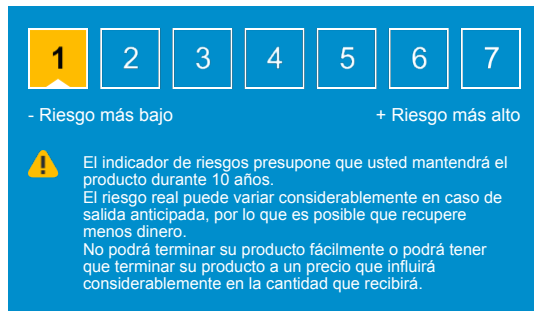 1 2 3 4 5 6 7
- Riesgo más bajo + Riesgo más alto
El indicador de riesgos presupone que usted mantendrá el
producto durante 10 años.
El riesgo real puede variar considerablemente en caso de
salida anticipada, por lo que es posible que recupere
menos dinero.
No podrá terminar su producto fácilmente o podrá tener
que terminar su producto a un precio que influirá
considerablemente en la cantidad que recibirá.